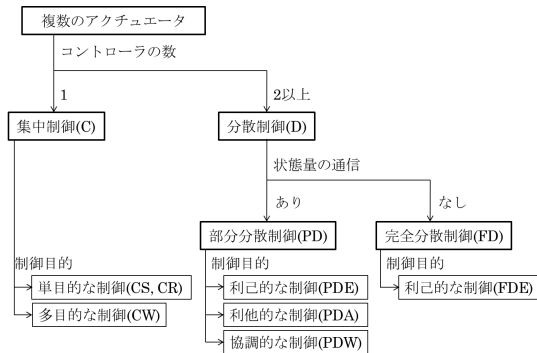 複数のアクチュエータ
コントローラの数
1
2以上
集中制御(C)
分散制御(D)
状態量の通信
あり
なし
部分分散制御(PD)
完全分散制御(FD)
制御目的
制御目的
制御目的
単目的な制御(CS, CR)
利己的な制御(PDE)
利己的な制御(FDE)
多目的な制御(CW)
利他的な制御(PDA)
協調的な制御(PDW)